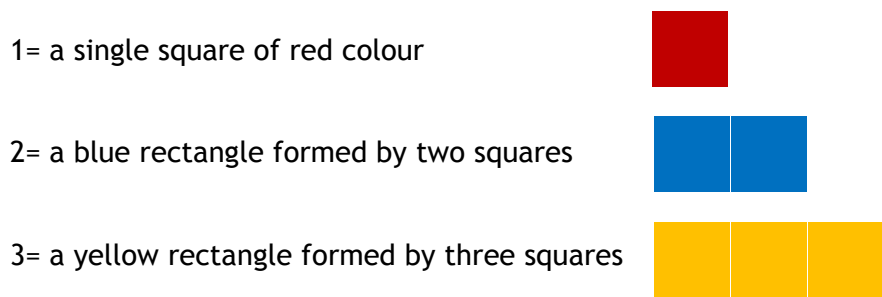 1= a single square of red colour
2= a blue rectangle formed by two squares
3= a yellow rectangle formed by three squares